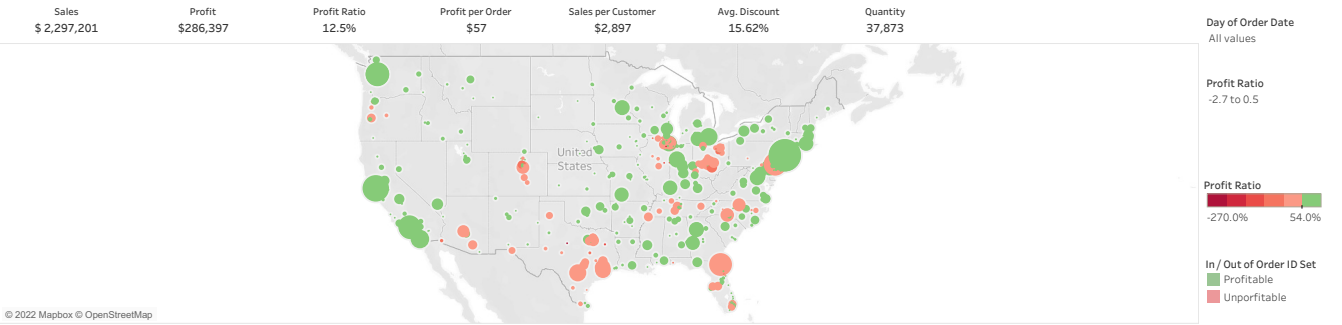 Sales
Profit
Profit Ratio
Profit per Order
Sales per Customer
Avg. Discount
Quantity
$ 2,297,201
$286,397
12.5%
$57
$2,897
15.62%
37,873
Day of Order Date
All values
Profit Ratio
-2.7 to 0.5
United
States
Profit Ratio
-270.0%
54.0%
In / Out of Order ID Set
Profitable
Unporfitable
© 2022 Mapbox © OpenStreetMap